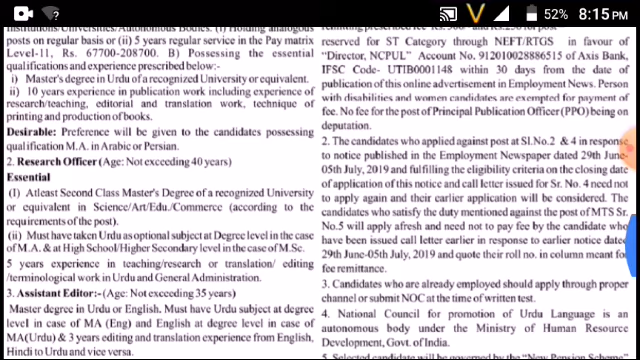 52% 8:15 PM
Institutions/Universities/Autonomous Bodies. (i) Holding analogous
posts on regular basis or (ii) 5 years regular service in the Pay matrix
Level-11, Rs. 67700-208700. B) Possessing the essential
qualifications and experience prescribed below:-
i) Master's degree in Urdu of a recognized University or equivalent.
ii) 10 years experience in publication work including experience of
research/teaching, editorial and translation work, technique of
printing and production of books.
Desirable: Preference will be given to the candidates possessing
qualification M.A. in Arabic or Persian.
2. Research Officer (Age: Not exceeding 40 years)
Essential
(I) Atleast Second Class Master's Degree of a recognized University
or equivalent in Science/Art/Edu./Commerce (according to the
requirements of the post).
(ii) Must have taken Urdu as optional subject at Degree level in the case
of M.A. & at High School/Higher Secondary level in the case of M.Sc.
5 years experience in teaching/research or translation/ editing
/terminological work in Urdu and General Administration.
3. Assistant Editor:-(Age: Not exceeding 35 years)
Master degree in Urdu or English. Must have Urdu subject at degree
level in case of MA (Eng) and English at degree level in case of
MA(Urdu) & 3 years editing and translation experience from English,
Hindi to Urdu and vice versa.
reserved for ST Category through NEFT/RTGS in favour of
"Director, NCPUL" Account No. 912010028886515 of Axis Bank,
IFSC Code- UTIB0001148 within 30 days from the date of
publication of this online advertisement in Employment News. Person
with disabilities and women candidates are exempted for payment of
fee. No fee for the post of Principal Publication Officer (PPO) being on
deputation.
2. The candidates who applied against post at Sl.No.2 & 4 in response
to notice published in the Employment Newspaper dated 29th June-
05th July, 2019 and fulfilling the eligibility criteria on the closing date
of application of this notice and call letter issued for Sr. No. 4 need not
to apply again and their earlier application will be considered. The
candidates who satisfy the duty mentioned against the post of MTS Sr.
No.5 will apply afresh and need not to pay fee by the candidate who
have been issued call letter earlier in response to earlier notice dated
29th June-05th July, 2019 and quote their roll no. in column meant for
fee remittance.
3. Candidates who are already employed should apply through proper
channel or submit NOC at the time of written test.
4. National Council for promotion of Urdu Language is an
autonomous body under the Ministry of Human Resource
Development, Govt. of India.
5. Selected candidate will be governed by the "New Pension Scheme"